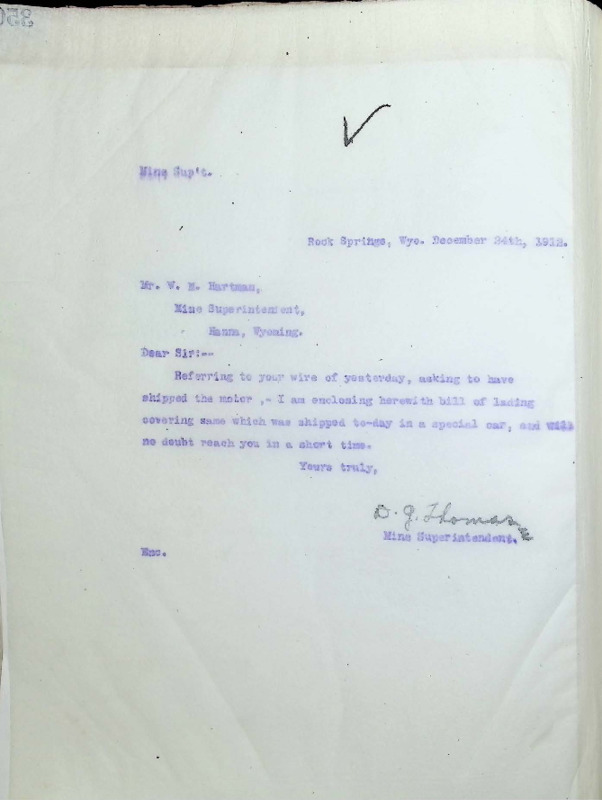 350
Mine Sup't.
Rock Springs, Wyo. December 24th, 1912.
Mr. W. M. Hartman,
Mine Superintentent,
Hanna, Wyoming.
Dear Sir:--
Referring to your wire of yesterday, asking to have
shipped the motor ,- I am enclosing herewith bill of lading
covering same which was shipped to-day in a special car, and will
no doubt reach you in a short time.
Yours truly,
D. G. Thomas
Mine Superintendent.
Enc.